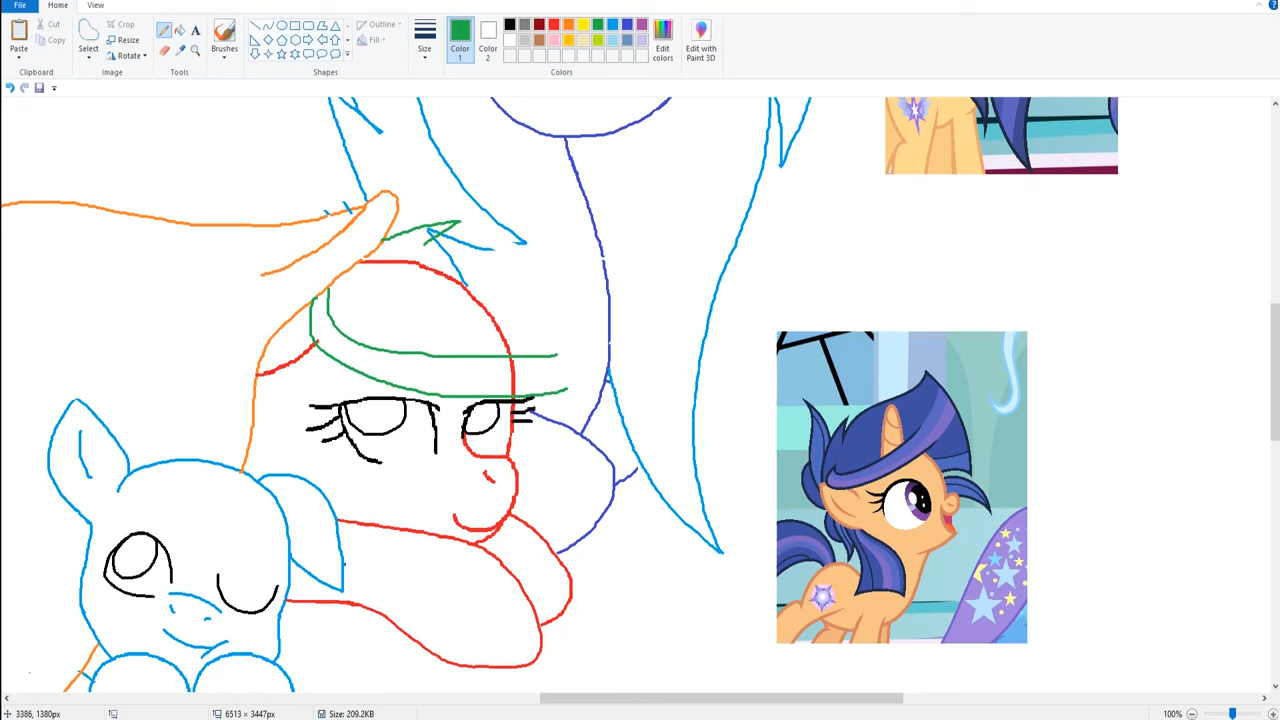 File Home View
Paste
Cut
Copy
Clipboard
Select
Crop
Resize
Rotate
Image
A
Tools
Brushes
Outline
Fill
Shapes
Size
Color
1
Color
2
Edit
colors
Edit with
Paint 3D
Colors
3386, 1380px 6513 × 3447px Size: 209.2KB 100%